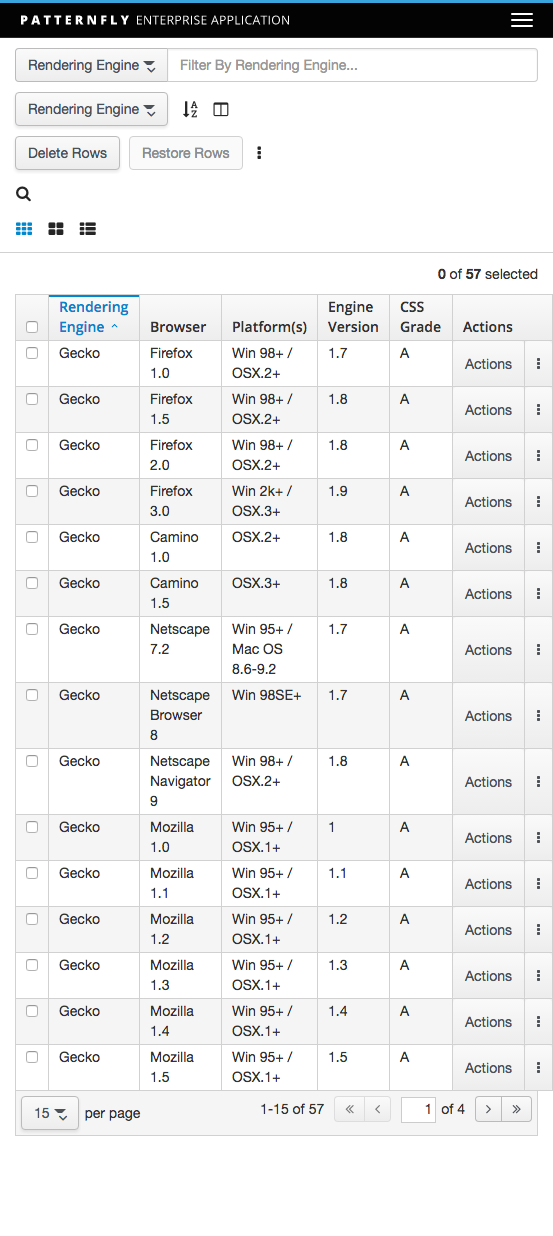 PATTERNFLY ENTERPRISE APPLICATION
Rendering Engine Filter By Rendering Engine...
Rendering Engine
Delete Rows Restore Rows
0 of 57 selected
Rendering Engine Browser Platform(s) Engine Version CSS Grade Actions
Gecko Firefox 1.0 Win 98+ / OSX.2+ 1.7 A Actions
Gecko Firefox 1.5 Win 98+ / OSX.2+ 1.8 A Actions
Gecko Firefox 2.0 Win 98+ / OSX.2+ 1.8 A Actions
Gecko Firefox 3.0 Win 2k+ / OSX.3+ 1.9 A Actions
Gecko Camino 1.0 OSX.2+ 1.8 A Actions
Gecko Camino 1.5 OSX.3+ 1.8 A Actions
Gecko Netscape 7.2 Win 95+ / Mac OS 8.6-9.2 1.7 A Actions
Gecko Netscape Browser 8 Win 98SE+ 1.7 A Actions
Gecko Netscape Navigator 9 Win 98+ / OSX.2+ 1.8 A Actions
Gecko Mozilla 1.0 Win 95+ / OSX.1+ 1 A Actions
Gecko Mozilla 1.1 Win 95+ / OSX.1+ 1.1 A Actions
Gecko Mozilla 1.2 Win 95+ / OSX.1+ 1.2 A Actions
Gecko Mozilla 1.3 Win 95+ / OSX.1+ 1.3 A Actions
Gecko Mozilla 1.4 Win 95+ / OSX.1+ 1.4 A Actions
Gecko Mozilla 1.5 Win 95+ / OSX.1+ 1.5 A Actions
15 per page 1-15 of 57 1 of 4